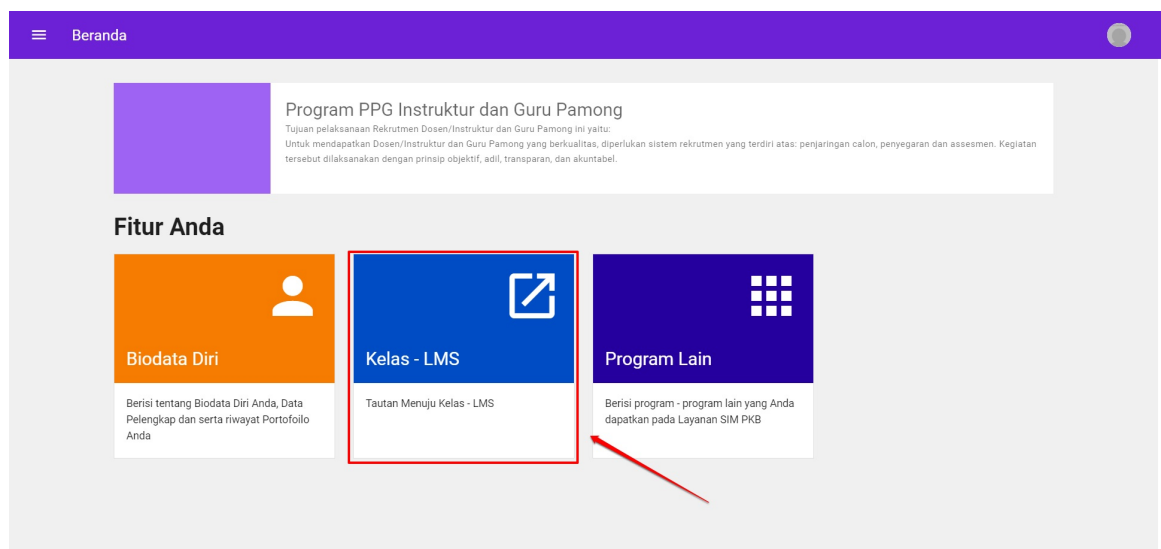 Beranda
Program PPG Instruktur dan Guru Pamong
Tujuan pelaksanaan Rekrutmen Dosen/Instruktur dan Guru Pamong ini yaitu:
Untuk mendapatkan Dosen/Instruktur dan Guru Pamong yang berkualitas, diperlukan sistem rekrutmen yang terdiri atas: penjaringan calon, penyegaran dan assesmen. Kegiatan
tersebut dilaksanakan dengan prinsip objektif, adil, transparan, dan akuntabel.
Fitur Anda
Biodata Diri
Berisi tentang Biodata Diri Anda, Data
Pelengkap dan serta riwayat Portofoilo
Anda
Kelas - LMS
Tautan Menuju Kelas - LMS
Program Lain
Berisi program - program lain yang Anda
dapatkan pada Layanan SIM PKB